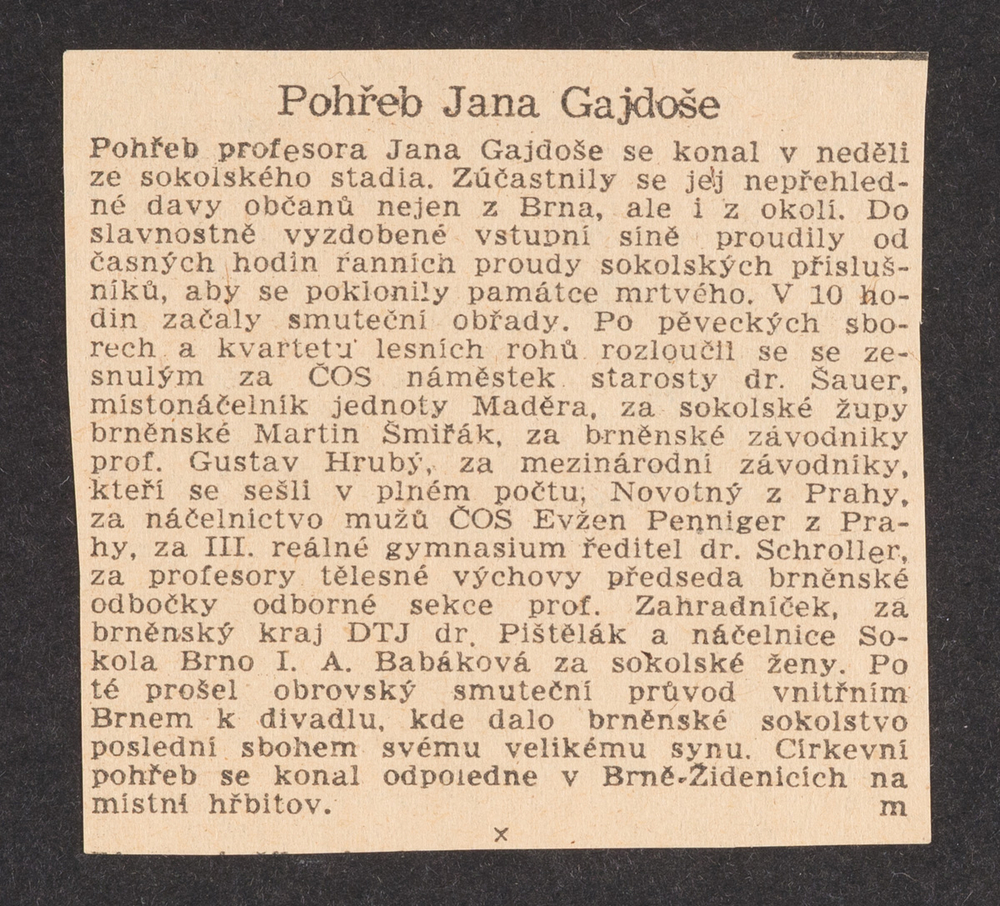 Pohřeb Jana Gajdoše
Pohřeb profesora Jana Gajdoše se konal v neděli
ze sokolského stadia. Zúčastnily se jej nepřehled-
né davy občanů nejen z Brna, ale i z okolí. Do
slavnostně vyzdobené vstupní síně proudily od
časných hodin ranních proudy sokolských přísluš-
níků, aby se poklonily památce mrtvého. V 10 ho-
din začaly smuteční obřady. Po pěveckých sbo-
rech a kvartetu lesních rohů rozloučil se se ze-
snulým za ČOS náměstek starosty dr. Šauer,
místonáčelník jednoty Maděra, za sokolské župy
brněnské Martin Šmiřák, za brněnské závodníky
prof. Gustav Hrubý, za mezinárodní závodníky,
kteří se sešli v plném počtu, Novotný z Prahy,
za náčelnictvo mužů ČOS Evžen Penniger z Pra-
hy, za III. reálné gymnasium ředitel dr. Schroller,
za profesory tělesné výchovy předseda brněnské
odbočky odborné sekce prof. Zahradníček, za
brněnský kraj DTJ dr. Pištělák a náčelnice So-
kola Brno I. A. Babáková za sokolské ženy. Po
té prošel obrovský smuteční průvod vnitřním
Brnem k divadlu, kde dalo brněnské sokolstvo
poslední sbohem svému velikému synu. Církevní
pohřeb se konal odpoledne v Brně-Židenicích na
místní hřbitov. m
x